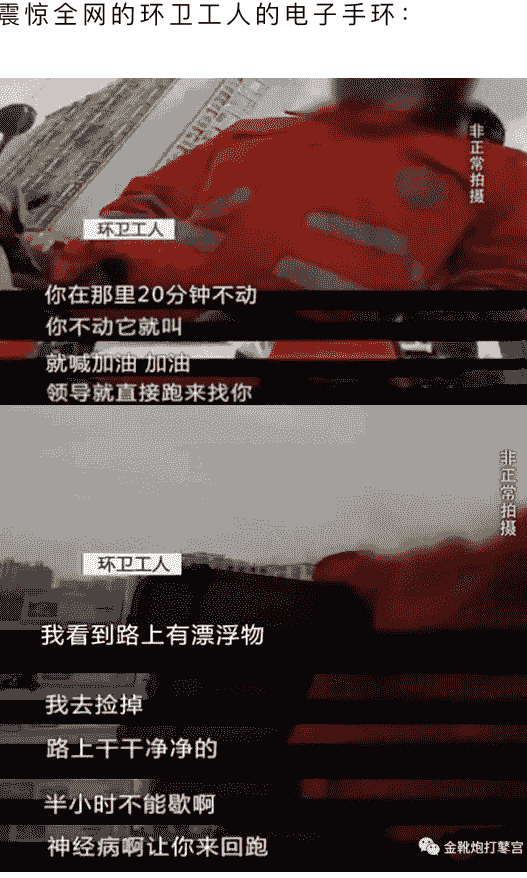 震惊全网的环卫工人的电子手环：
非正常拍摄
环卫工人
你在那里20分钟不动
你不动它就叫
就喊加油 加油
领导就直接跑来找你
非正常拍摄
环卫工人
我看到路上有漂浮物
我去捡掉
路上干干净净的
半小时不能歇啊
神经病啊让你来回跑
金靴炮打鼙宫